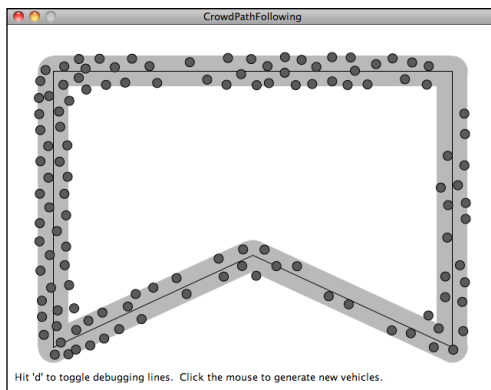 CrowdPathFollowing
Hit 'd' to toggle debugging lines.  Click the mouse to generate new vehicles.